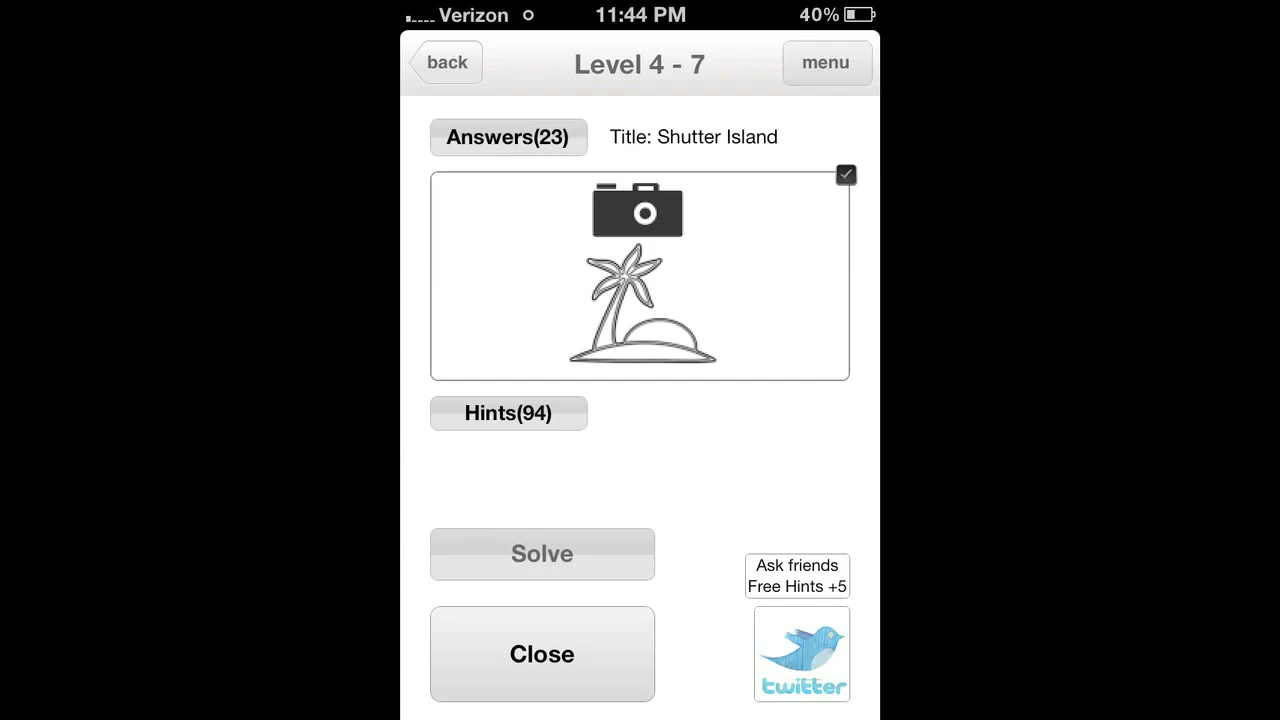 Verizon 11:44 PM 40%
back Level 4 - 7 menu
Answers(23) Title: Shutter Island
Hints(94)
Solve
Ask friends
Free Hints +5
Close
twitter